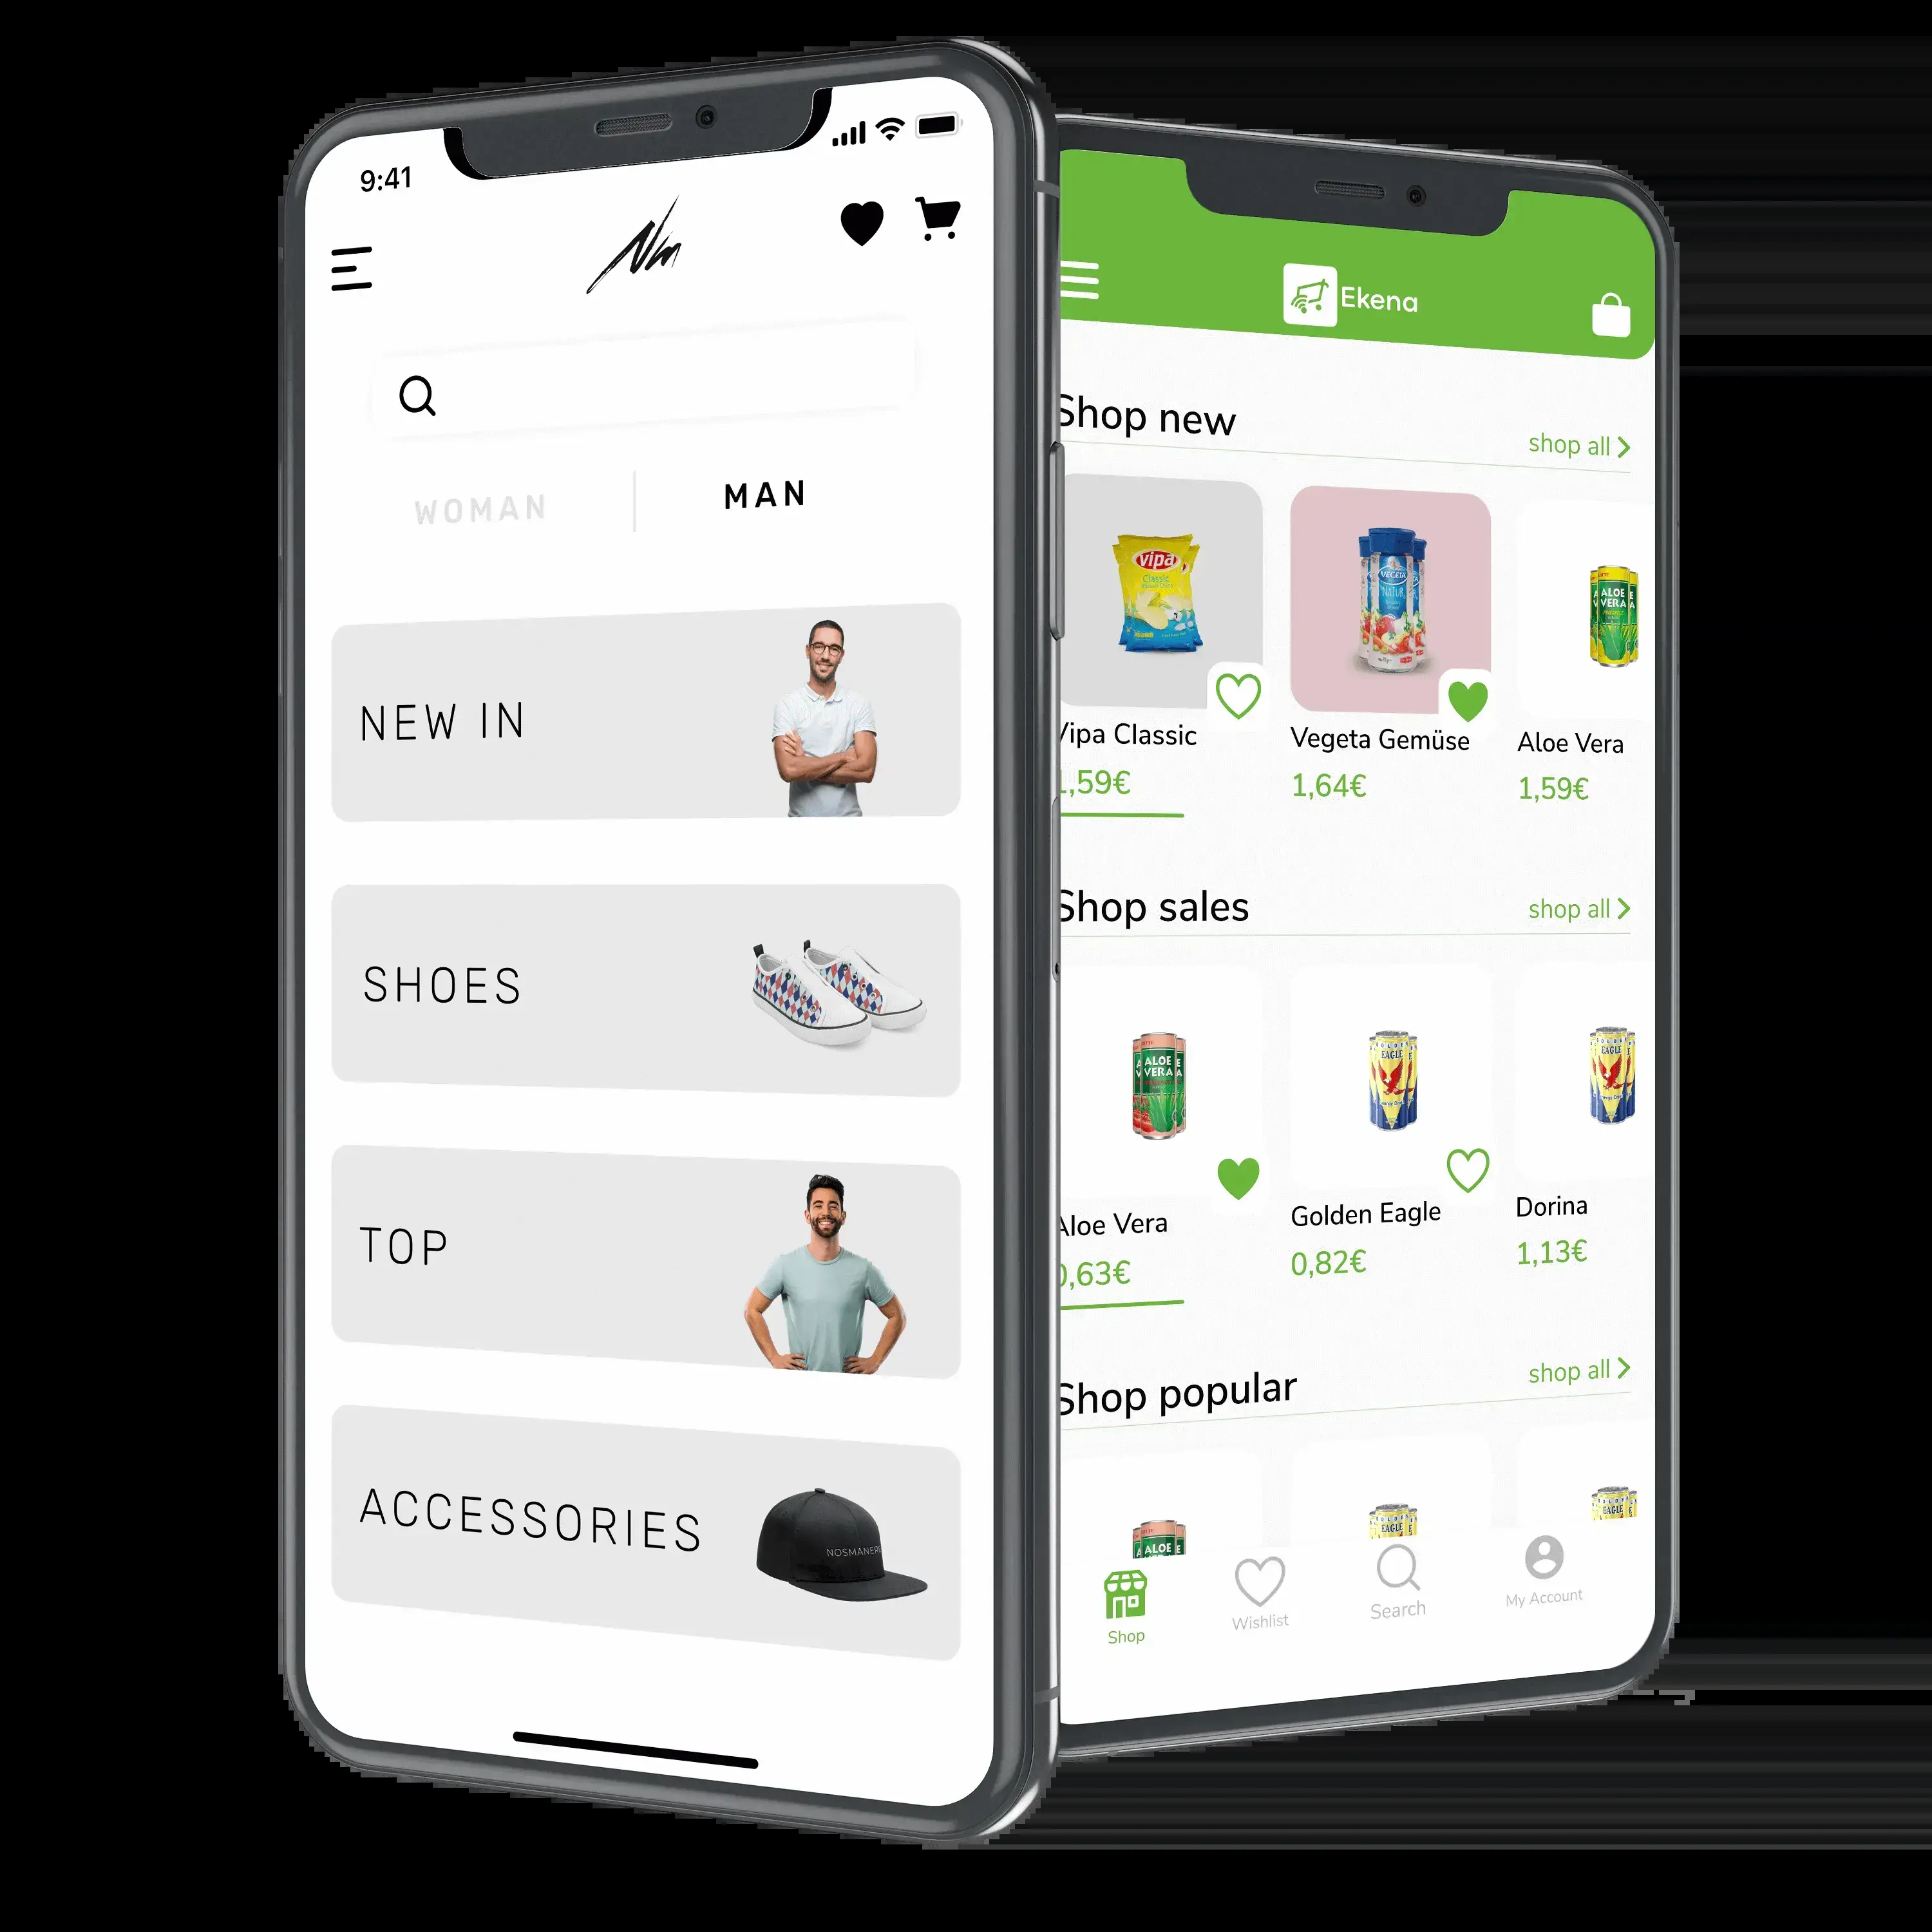 9:41
Nm
WOMAN
MAN
NEW IN
SHOES
TOP
ACCESSORIES
NOSMANERE
Ekena
Shop new
shop all
vipa
Classic
VEGETA
NATUR
ALOE
VERA
Vipa Classic
Vegeta Gemüse
Aloe Vera
1,59€
1,64€
1,59€
Shop sales
shop all
ALOE
VERA
GOLDEN
EAGLE
EAGLE
Aloe Vera
Golden Eagle
Dorina
0,63€
0,82€
1,13€
Shop popular
shop all
ALOE
EAGLE
EAGLE
Shop
Wishlist
Search
My Account